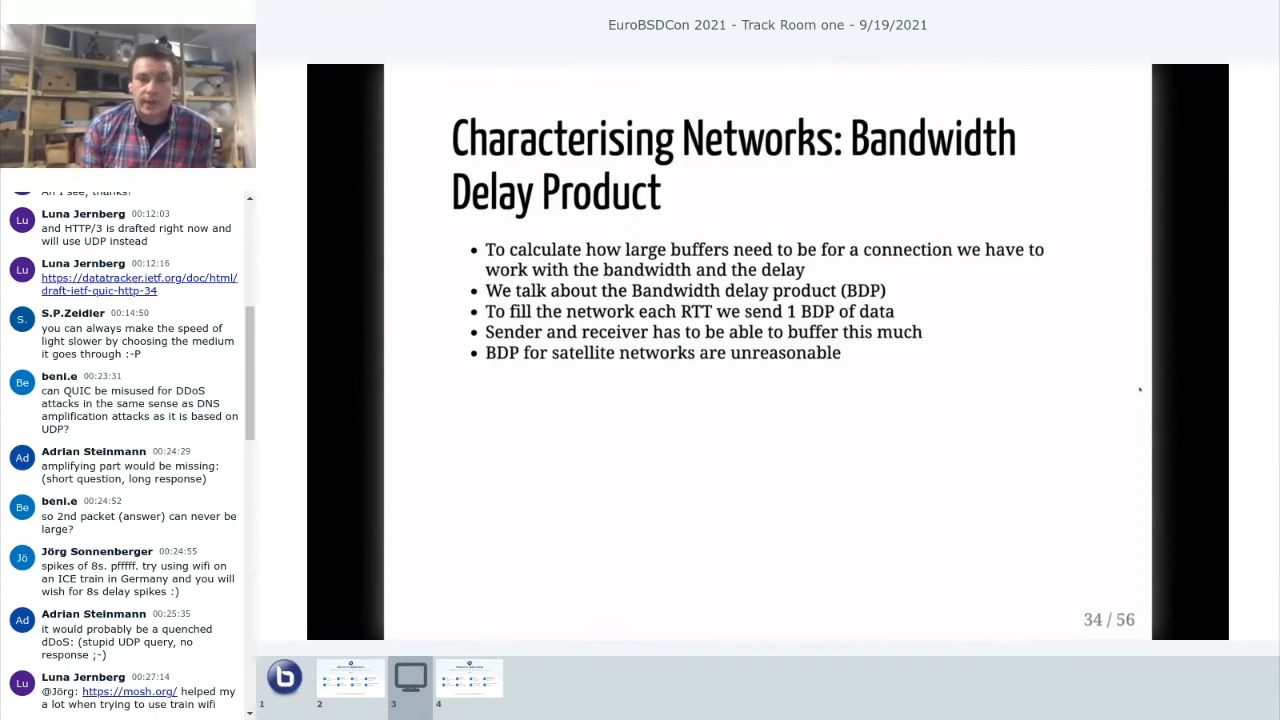 EuroBSDCon 2021 - Track Room one - 9/19/2021
Ah I see, thanks!
Lu
Luna Jernberg 00:12:03
and HTTP/3 is drafted right now and
will use UDP instead
Lu
Luna Jernberg 00:12:16
https://datatracker.ietf.org/doc/html/
draft-ietf-quic-http-34
S.
S.P.Zeidler 00:14:50
you can always make the speed of
light slower by choosing the medium
it goes through :-P
Be
beni.e 00:23:31
can QUIC be misused for DDoS
attacks in the same sense as DNS
amplification attacks as it is based on
UDP?
Ad
Adrian Steinmann 00:24:29
amplifying part would be missing:
(short question, long response)
Be
beni.e 00:24:52
so 2nd packet (answer) can never be
large?
Jö
Jörg Sonnenberger 00:24:55
spikes of 8s. pfffff. try using wifi on
an ICE train in Germany and you will
wish for 8s delay spikes :)
Ad
Adrian Steinmann 00:25:35
it would probably be a quenched
dDoS: (stupid UDP query, no
response ;-)
Lu
Luna Jernberg 00:27:14
@Jörg: https://mosh.org/ helped my
a lot when trying to use train wifi
Characterising Networks: Bandwidth
Delay Product
• To calculate how large buffers need to be for a connection we have to
work with the bandwidth and the delay
• We talk about the Bandwidth delay product (BDP)
• To fill the network each RTT we send 1 BDP of data
• Sender and receiver has to be able to buffer this much
• BDP for satellite networks are unreasonable
34 / 56
b
1
2
3
4